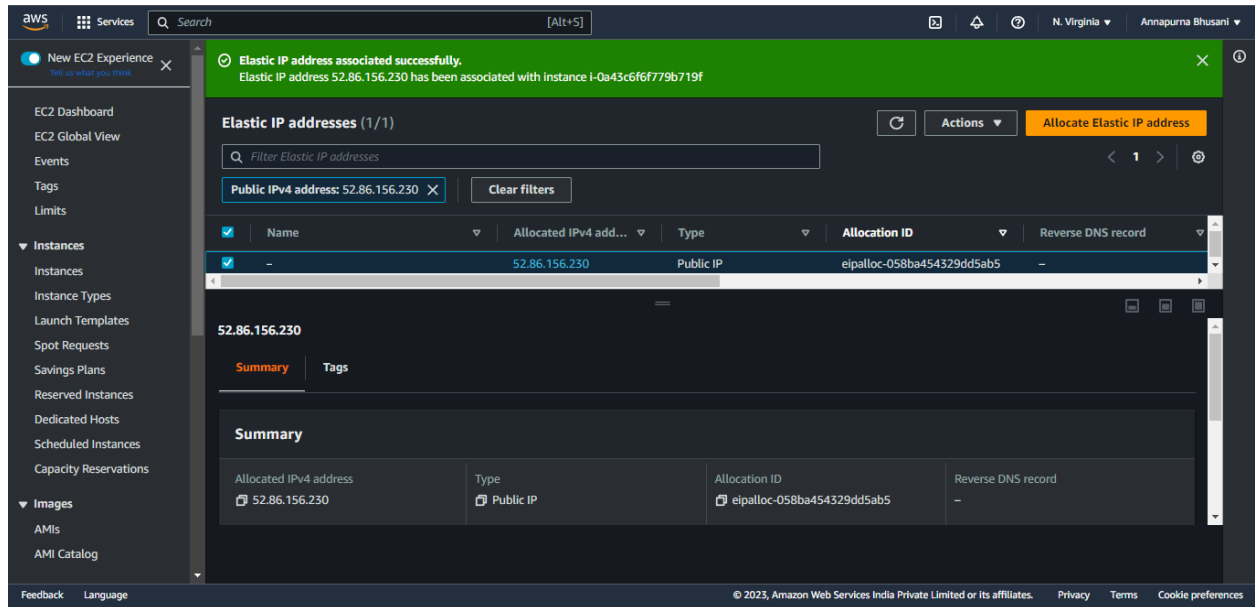 aws
Services
Search
[Alt+S]
N. Virginia
Annapurna Bhusani
New EC2 Experience
Tell us what you think
EC2 Dashboard
EC2 Global View
Events
Tags
Limits
Instances
Instances
Instance Types
Launch Templates
Spot Requests
Savings Plans
Reserved Instances
Dedicated Hosts
Scheduled Instances
Capacity Reservations
Images
AMIs
AMI Catalog
Elastic IP address associated successfully.
Elastic IP address 52.86.156.230 has been associated with instance i-0a43c6f6f779b719f
Elastic IP addresses (1/1)
Actions
Allocate Elastic IP address
Filter Elastic IP addresses
1
Public IPv4 address: 52.86.156.230
Clear filters
Name Allocated IPv4 add... Type Allocation ID Reverse DNS record
– 52.86.156.230 Public IP eipalloc-058ba454329dd5ab5 –
52.86.156.230
Summary Tags
Summary
Allocated IPv4 address
52.86.156.230
Type
Public IP
Allocation ID
eipalloc-058ba454329dd5ab5
Reverse DNS record
–
Feedback Language
© 2023, Amazon Web Services India Private Limited or its affiliates. Privacy Terms Cookie preferences